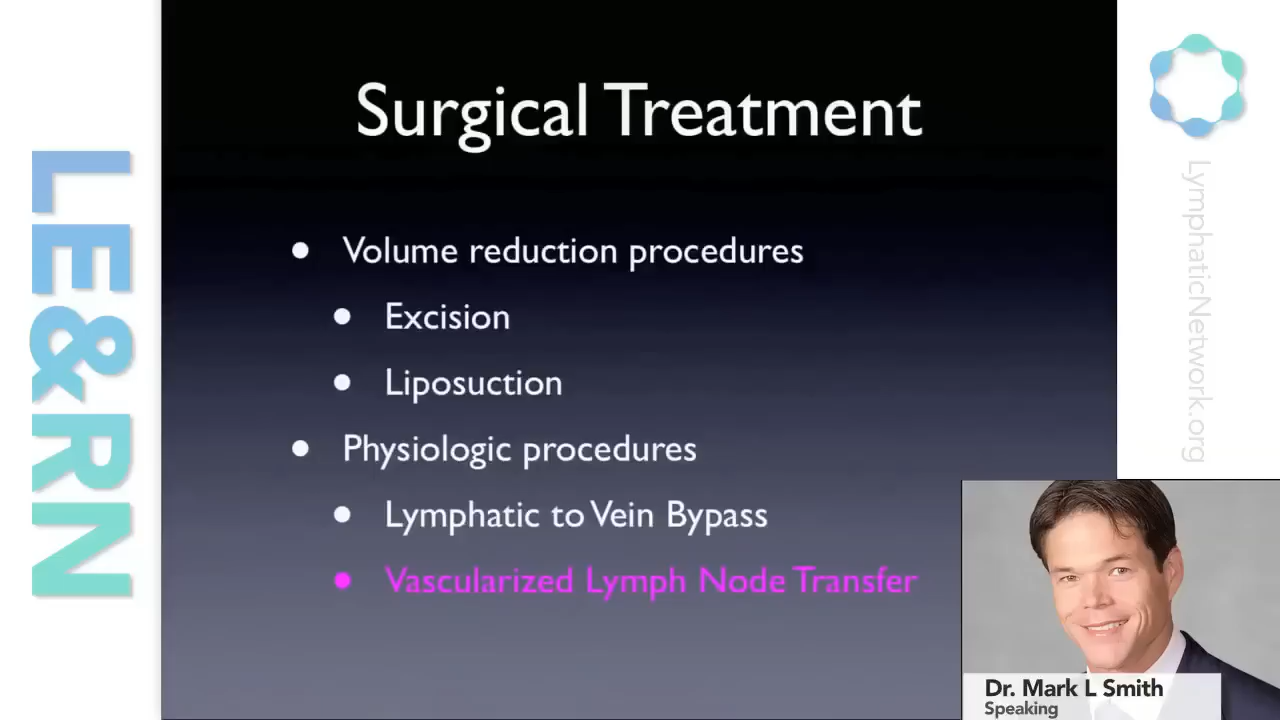 LE&RN
Surgical Treatment
• Volume reduction procedures
• Excision
• Liposuction
• Physiologic procedures
• Lymphatic to Vein Bypass
• Vascularized Lymph Node Transfer
LymphaticNetwork.org
Dr. Mark L Smith
Speaking